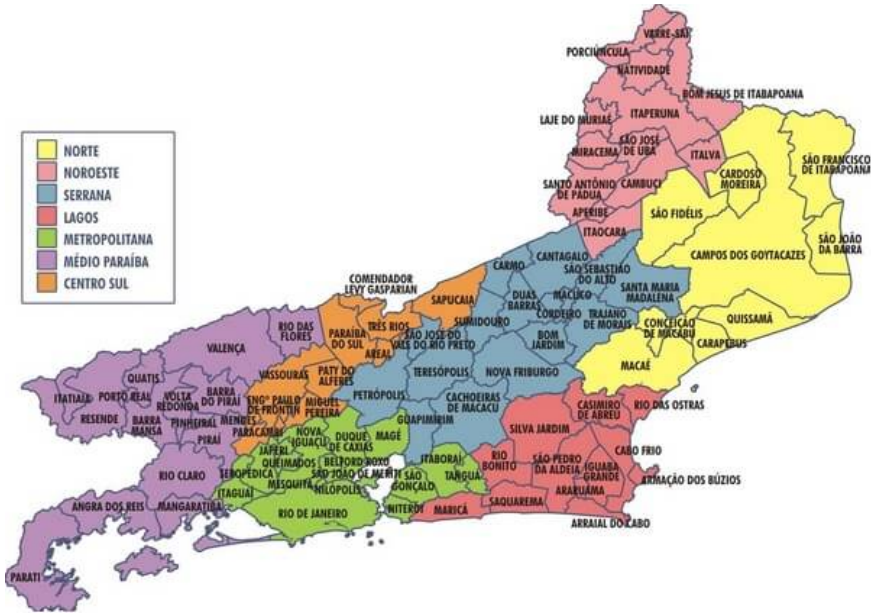 NORTE
NOROESTE
SERRANA
LAGOS
METROPOLITANA
MÉDIO PARAÍBA
CENTRO SUL
VARRE-SAI
PORCIÚNCULA
NATIVIDADE
BOM JESUS DE ITABAPOANA
ITAPERUNA
LAJE DO MURIAÉ
SÃO JOSÉ
DE UBA
MIRACEMA
ITALVA
SANTO ANTÔNIO
DE PADUA
CAMBUCI
APERIBE
ITAOCARA
CARDOSO
MOREIRA
SÃO FRANCISCO
DE ITABAPOANA
SÃO FIDÉLIS
CAMPOS DOS GOYTACAZES
SÃO JOÃO
DA BARRA
QUISSAMÃ
CONCEIÇAO
DE MACABU
CARAPEBUS
MACAÉ
CANTAGALO
CARMO
SÃO SEBASTIÃO
DO ALTO
SANTA MARIA
MADALENA
DUAS
BARRAS
MACUCO
CORDEIRO
TRAJANO
DE MORAIS
SUMIDOURO
BOM
JARDIM
SÃO JOSÉ DO
VALE DO RIO PRETO
TERESÓPOLIS
NOVA FRIBURGO
PETRÓPOLIS
CACHOEIRAS
DE MACACU
COMENDADOR
LEVY GASPARIAN
SAPUCAIA
TRÊS RIOS
PARAÍBA
DO SUL
AREAL
PATY DO
ALFERES
VASSOURAS
ENGº PAULO
DE FRONTIN
MIGUEL
PEREIRA
MENDES
PARACAMBI
RIO DAS
FLORES
VALENÇA
QUATIS
ITATIAIA
PORTO REAL
VOLTA
REDONDA
BARRA
DO PIRAÍ
RESENDE
BARRA
MANSA
PINHEIRAL
PIRAÍ
RIO CLARO
ANGRA DOS REIS
MANGARATIBA
PARATI
GUAPIMIRIM
NOVA
IGUAÇU
DUQUE
DE CAXIAS
MAGÉ
JAPERI
QUEIMADOS
BELFORD ROXO
SEROPÉDICA
SÃO JOÃO DE MERITI
MESQUITA
NILÓPOLIS
ITAGUAÍ
RIO DE JANEIRO
ITABORAÍ
SÃO
GONÇALO
TANGUÁ
NITERÓI
CASIMIRO
DE ABREU
RIO DAS OSTRAS
SILVA JARDIM
RIO
BONITO
SÃO PEDRO
DA ALDEIA
IGUABA
GRANDE
CABO FRIO
ARMAÇÃO DOS BÚZIOS
ARARUAMA
SAQUAREMA
MARICÁ
ARRAIAL DO CABO